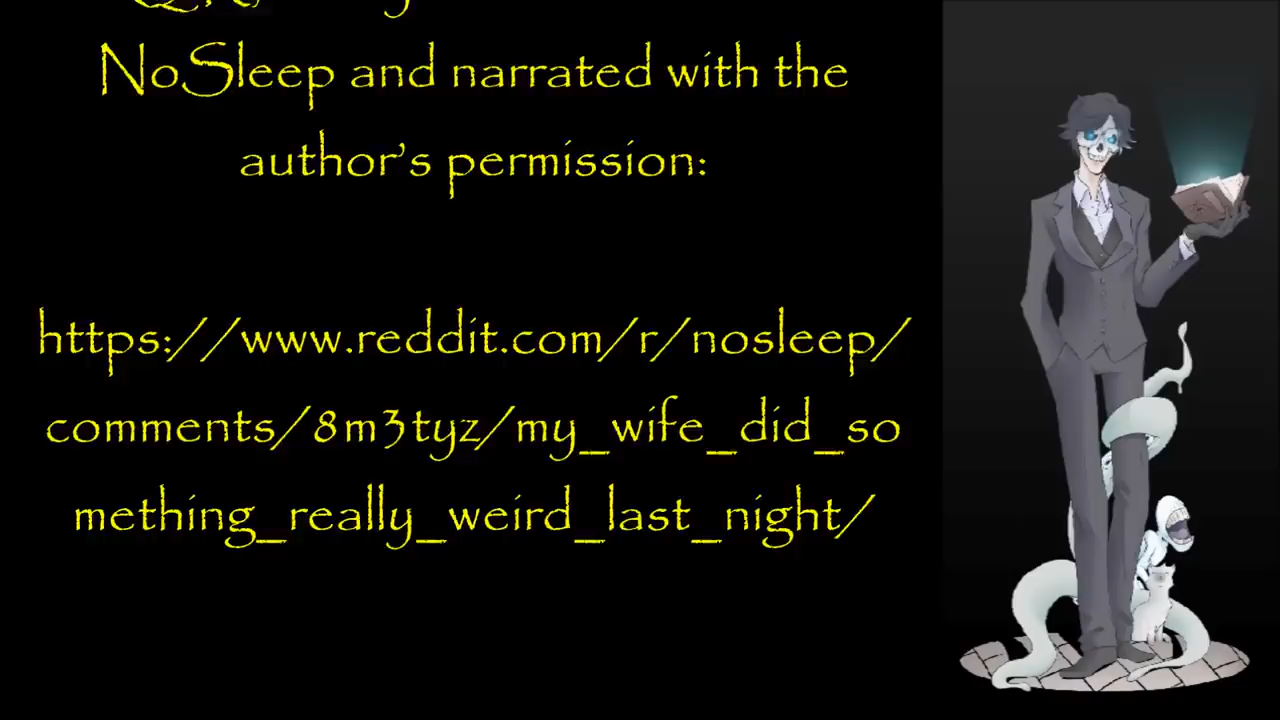 NoSleep and narrated with the
author’s permission:
https://www.reddit.com/r/nosleep/
comments/8m3tyz/my_wife_did_so
mething_really_weird_last_night/